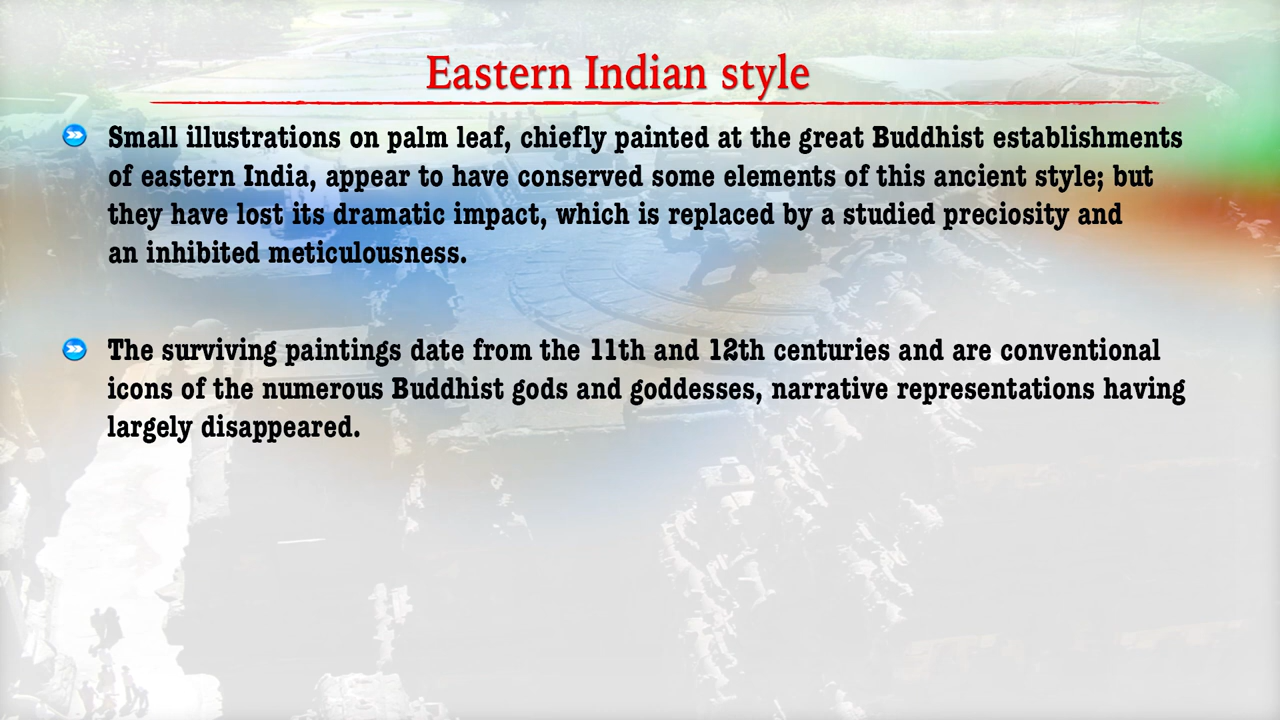 Eastern Indian style
Small illustrations on palm leaf, chiefly painted at the great Buddhist establishments
of eastern India, appear to have conserved some elements of this ancient style; but
they have lost its dramatic impact, which is replaced by a studied preciosity and
an inhibited meticulousness.
The surviving paintings date from the 11th and 12th centuries and are conventional
icons of the numerous Buddhist gods and goddesses, narrative representations having
largely disappeared.